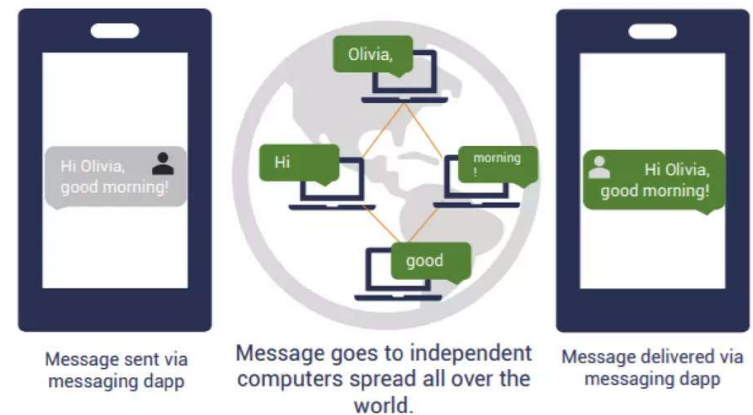 Hi Olivia,
good morning!
Message sent via
messaging dapp
Olivia,
Hi
morning
!
good
Message goes to independent
computers spread all over the
world.
Hi Olivia,
good morning!
Message delivered via
messaging dapp